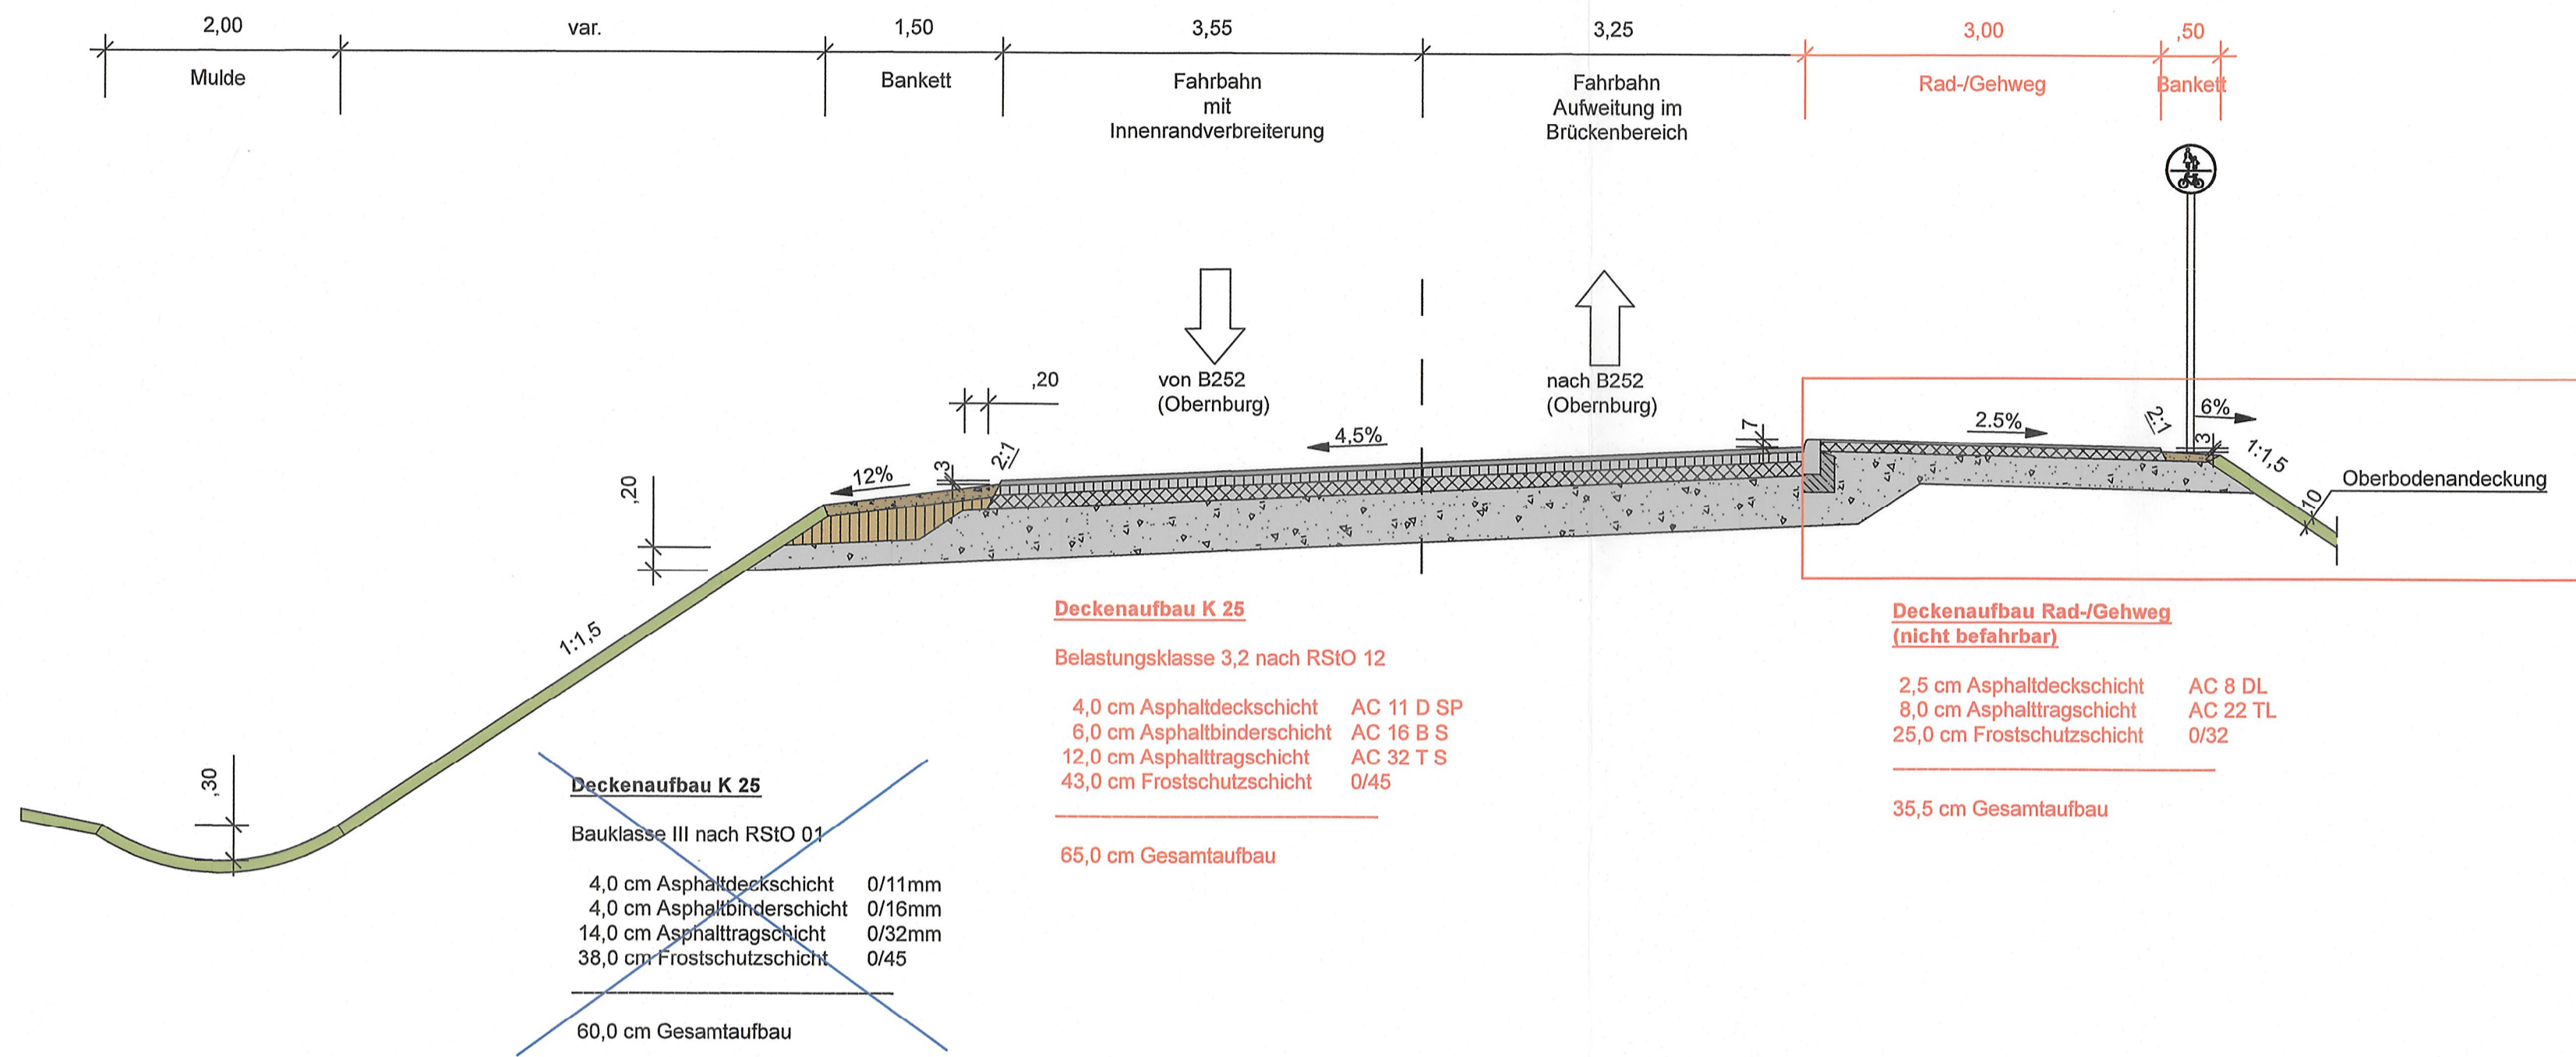 2,00
var.
1,50
3,55
3,25
3,00
,50
Mulde
Bankett
Fahrbahn
mit
Innenrandverbreiterung
Fahrbahn
Aufweitung im
Brückenbereich
Rad-/Gehweg
Bankett
von B252
(Obernburg)
nach B252
(Obernburg)
,20
,20
12%
3
2:1
4,5%
7
2.5%
2:1
6%
3
1:1,5
10
Oberbodenandeckung
1:1,5
,30
Deckenaufbau K 25
Belastungsklasse 3,2 nach RStO 12
4,0 cm Asphaltdeckschicht AC 11 D SP
6,0 cm Asphaltbinderschicht AC 16 B S
12,0 cm Asphalttragschicht AC 32 T S
43,0 cm Frostschutzschicht 0/45
65,0 cm Gesamtaufbau
Deckenaufbau Rad-/Gehweg
(nicht befahrbar)
2,5 cm Asphaltdeckschicht AC 8 DL
8,0 cm Asphalttragschicht AC 22 TL
25,0 cm Frostschutzschicht 0/32
35,5 cm Gesamtaufbau
Deckenaufbau K 25
Bauklasse III nach RStO 01
4,0 cm Asphaltdeckschicht 0/11mm
4,0 cm Asphaltbinderschicht 0/16mm
14,0 cm Asphalttragschicht 0/32mm
38,0 cm Frostschutzschicht 0/45
60,0 cm Gesamtaufbau